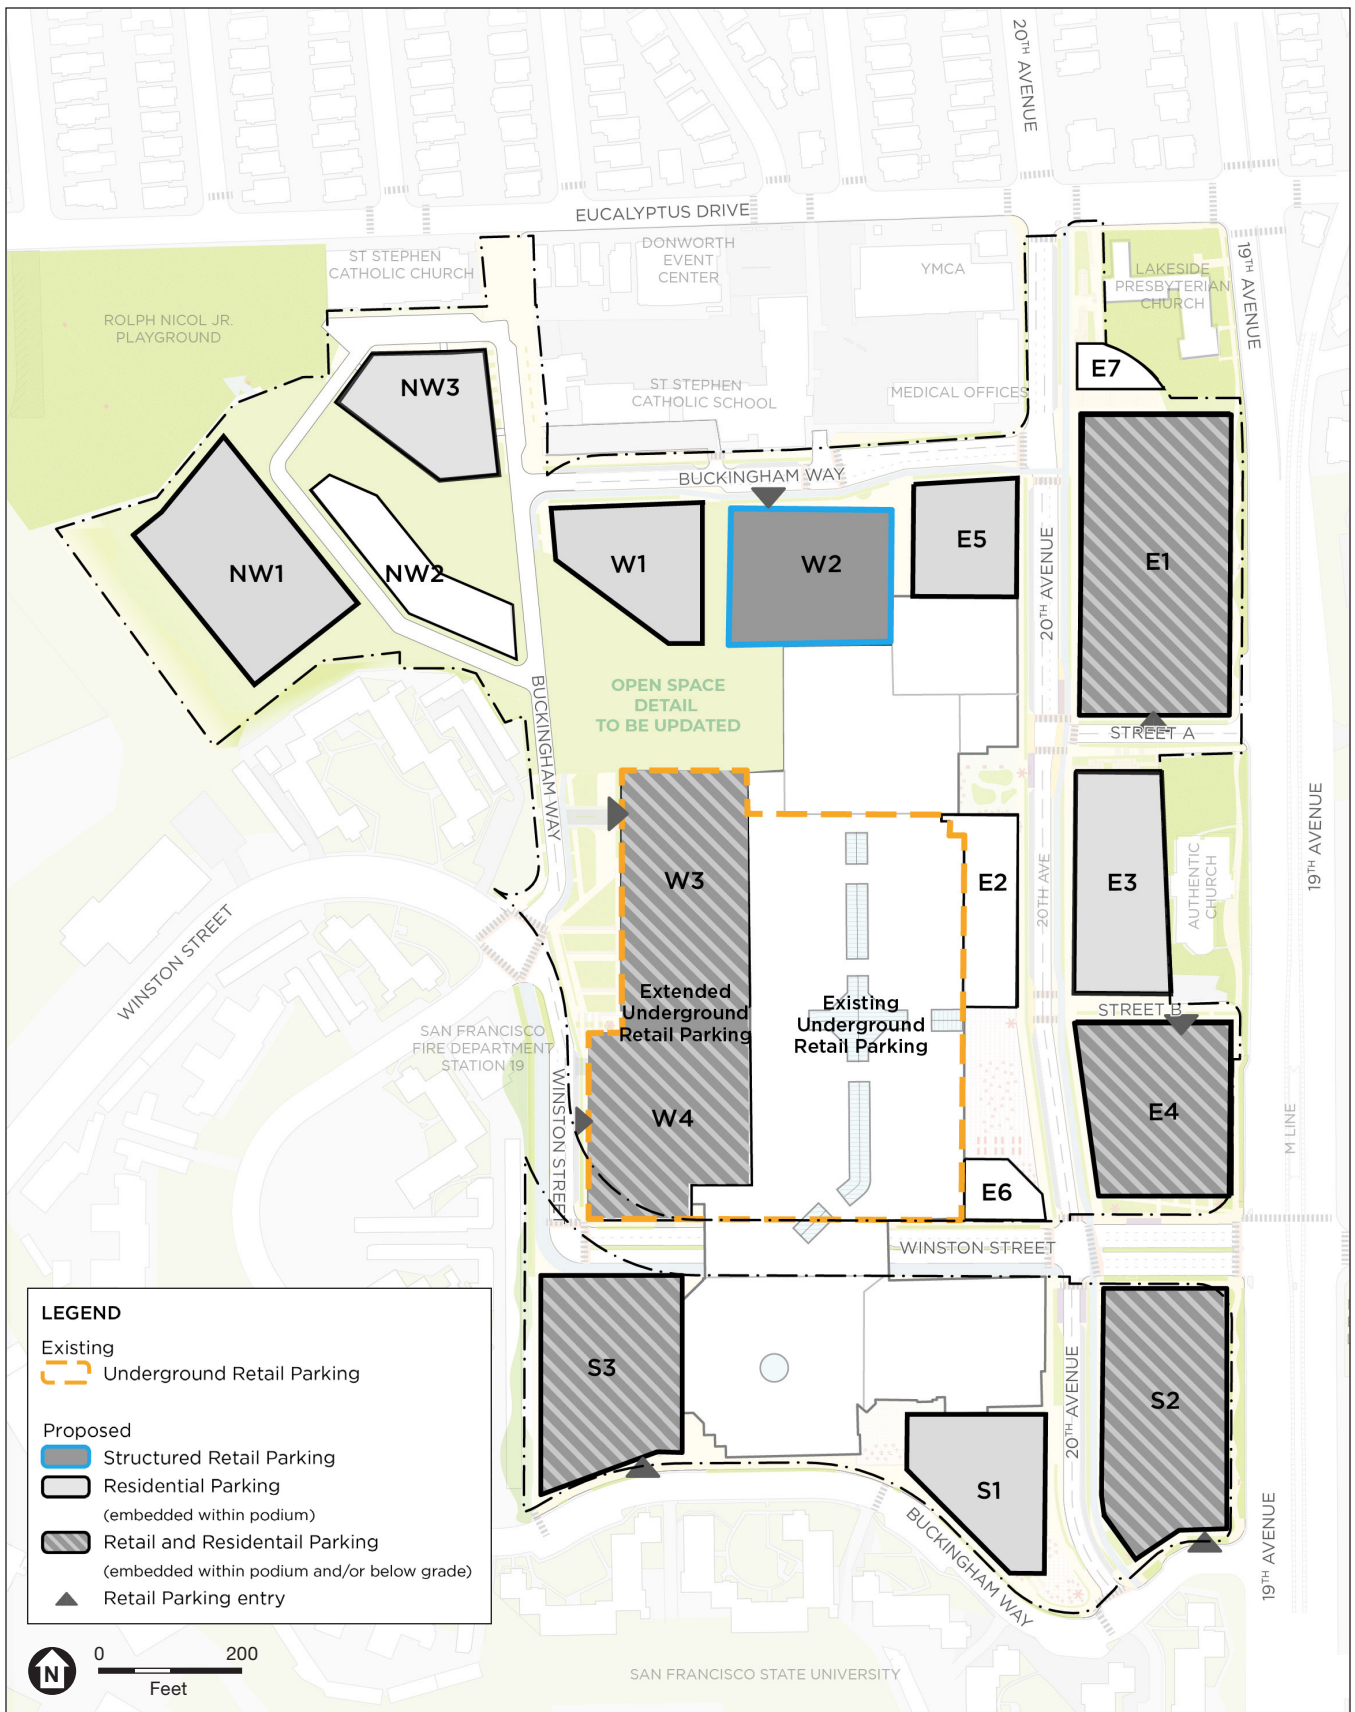 20TH AVENUE
EUCALYPTUS DRIVE
ST STEPHEN
CATHOLIC CHURCH
DONWORTH
EVENT
CENTER
YMCA
LAKESIDE
PRESBYTERIAN
CHURCH
19TH AVENUE
ROLPH NICOL JR.
PLAYGROUND
E7
NW3
ST STEPHEN
CATHOLIC SCHOOL
MEDICAL OFFICES
BUCKINGHAM WAY
NW1
NW2
W1
W2
E5
20TH AVENUE
E1
OPEN SPACE
DETAIL
TO BE UPDATED
BUCKINGHAM WAY
STREET A
W3
E2
20TH AVE
E3
AUTHENTIC
CHURCH
19TH AVENUE
WINSTON STREET
Extended
Underground
Retail Parking
Existing
Underground
Retail Parking
STREET B
SAN FRANCISCO
FIRE DEPARTMENT
STATION 19
WINSTON STREET
W4
E4
M LINE
E6
WINSTON STREET
S3
S2
20TH AVENUE
S1
BUCKINGHAM WAY
19TH AVENUE
LEGEND
Existing
Underground Retail Parking
Proposed
Structured Retail Parking
Residential Parking
(embedded within podium)
Retail and Residentail Parking
(embedded within podium and/or below grade)
Retail Parking entry
N
0 200
Feet
SAN FRANCISCO STATE UNIVERSITY